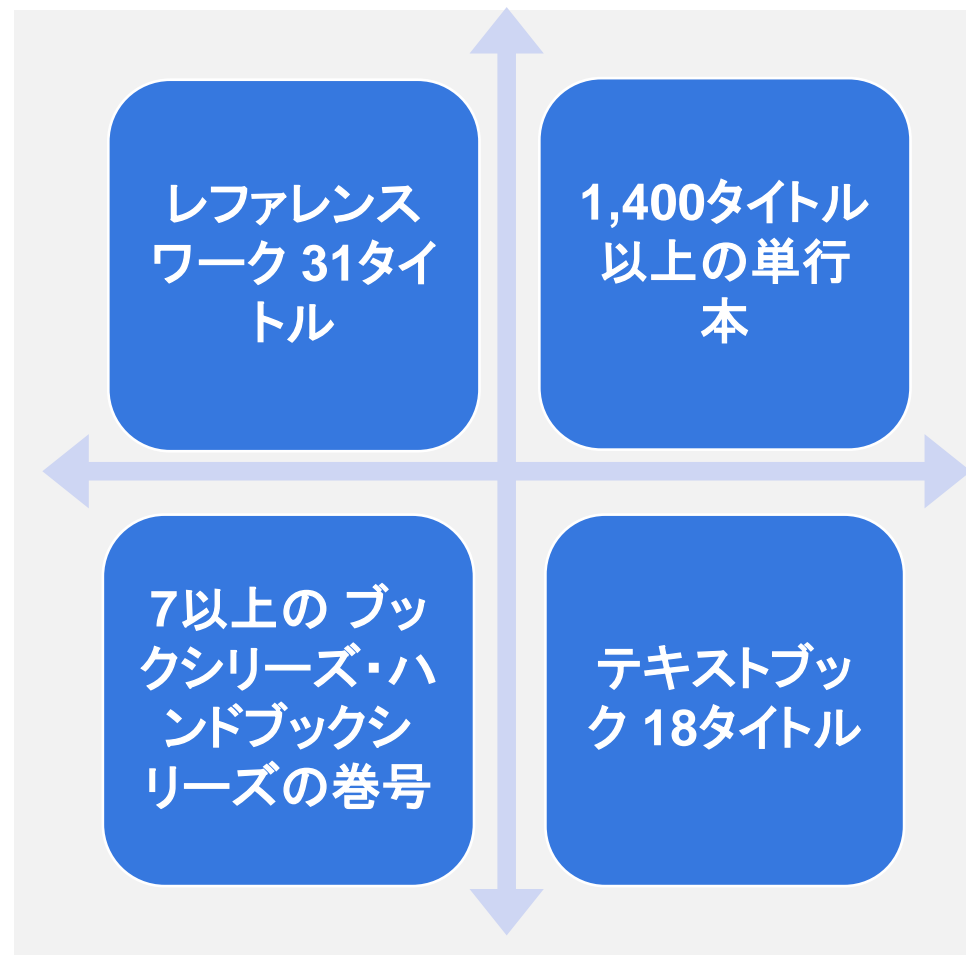 レファレンス
ワーク 31タイ
トル
1,400タイトル
以上の単行
本
7以上の ブッ
クシリーズ・ハ
ンドブックシ
リーズの巻号
テキストブッ
ク 18タイトル